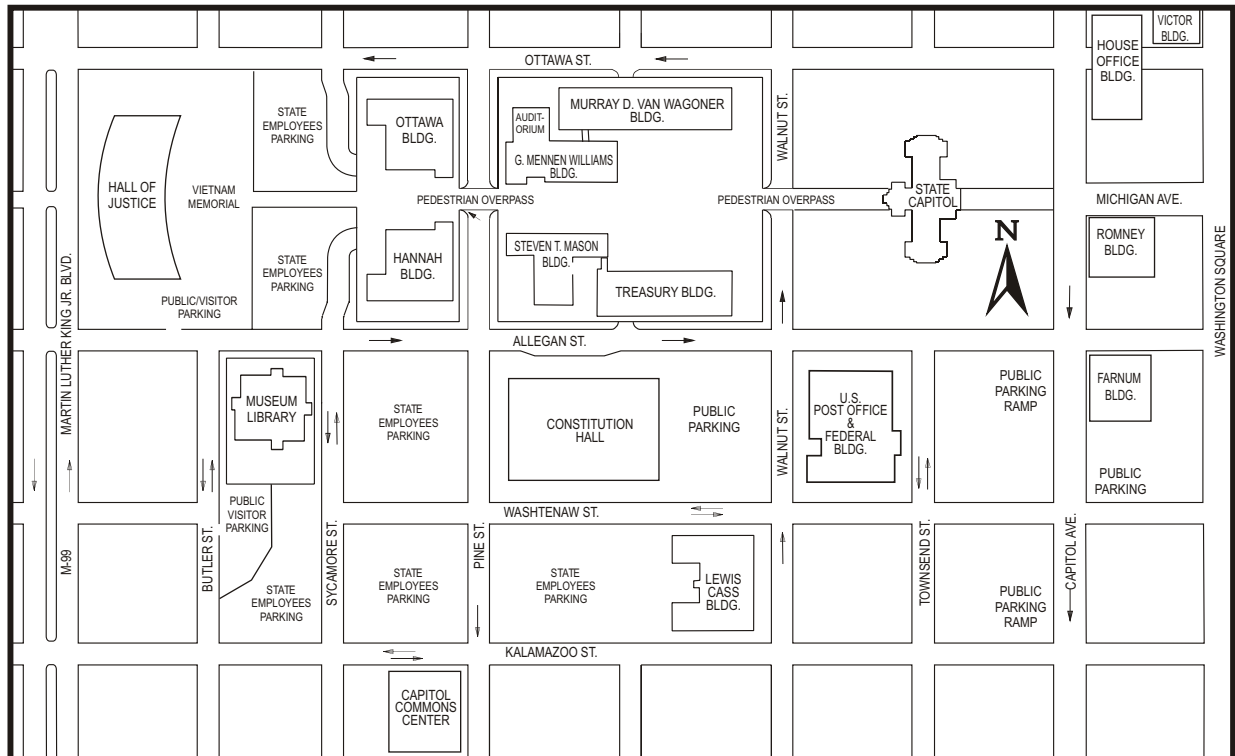 VICTOR
BLDG.
HOUSE
OFFICE
BLDG.
OTTAWA ST.
STATE
EMPLOYEES
PARKING
OTTAWA
BLDG.
AUDIT-
ORIUM
MURRAY D. VAN WAGONER
BLDG.
G. MENNEN WILLIAMS
BLDG.
WALNUT ST.
HALL OF
JUSTICE
VIETNAM
MEMORIAL
PEDESTRIAN OVERPASS
PEDESTRIAN OVERPASS
STATE
CAPITOL
MICHIGAN AVE.
N
ROMNEY
BLDG.
STATE
EMPLOYEES
PARKING
HANNAH
BLDG.
STEVEN T. MASON
BLDG.
TREASURY BLDG.
PUBLIC/VISITOR
PARKING
MARTIN LUTHER KING JR. BLVD.
WASHINGTON SQUARE
ALLEGAN ST.
MUSEUM
LIBRARY
STATE
EMPLOYEES
PARKING
CONSTITUTION
HALL
PUBLIC
PARKING
WALNUT ST.
U.S.
POST OFFICE
&
FEDERAL
BLDG.
PUBLIC
PARKING
RAMP
FARNUM
BLDG.
PUBLIC
PARKING
PUBLIC
VISITOR
PARKING
WASHTENAW ST.
M-99
BUTLER ST.
STATE
EMPLOYEES
PARKING
SYCAMORE ST.
STATE
EMPLOYEES
PARKING
PINE ST.
STATE
EMPLOYEES
PARKING
LEWIS
CASS
BLDG.
TOWNSEND ST.
PUBLIC
PARKING
RAMP
CAPITOL AVE.
KALAMAZOO ST.
CAPITOL
COMMONS
CENTER